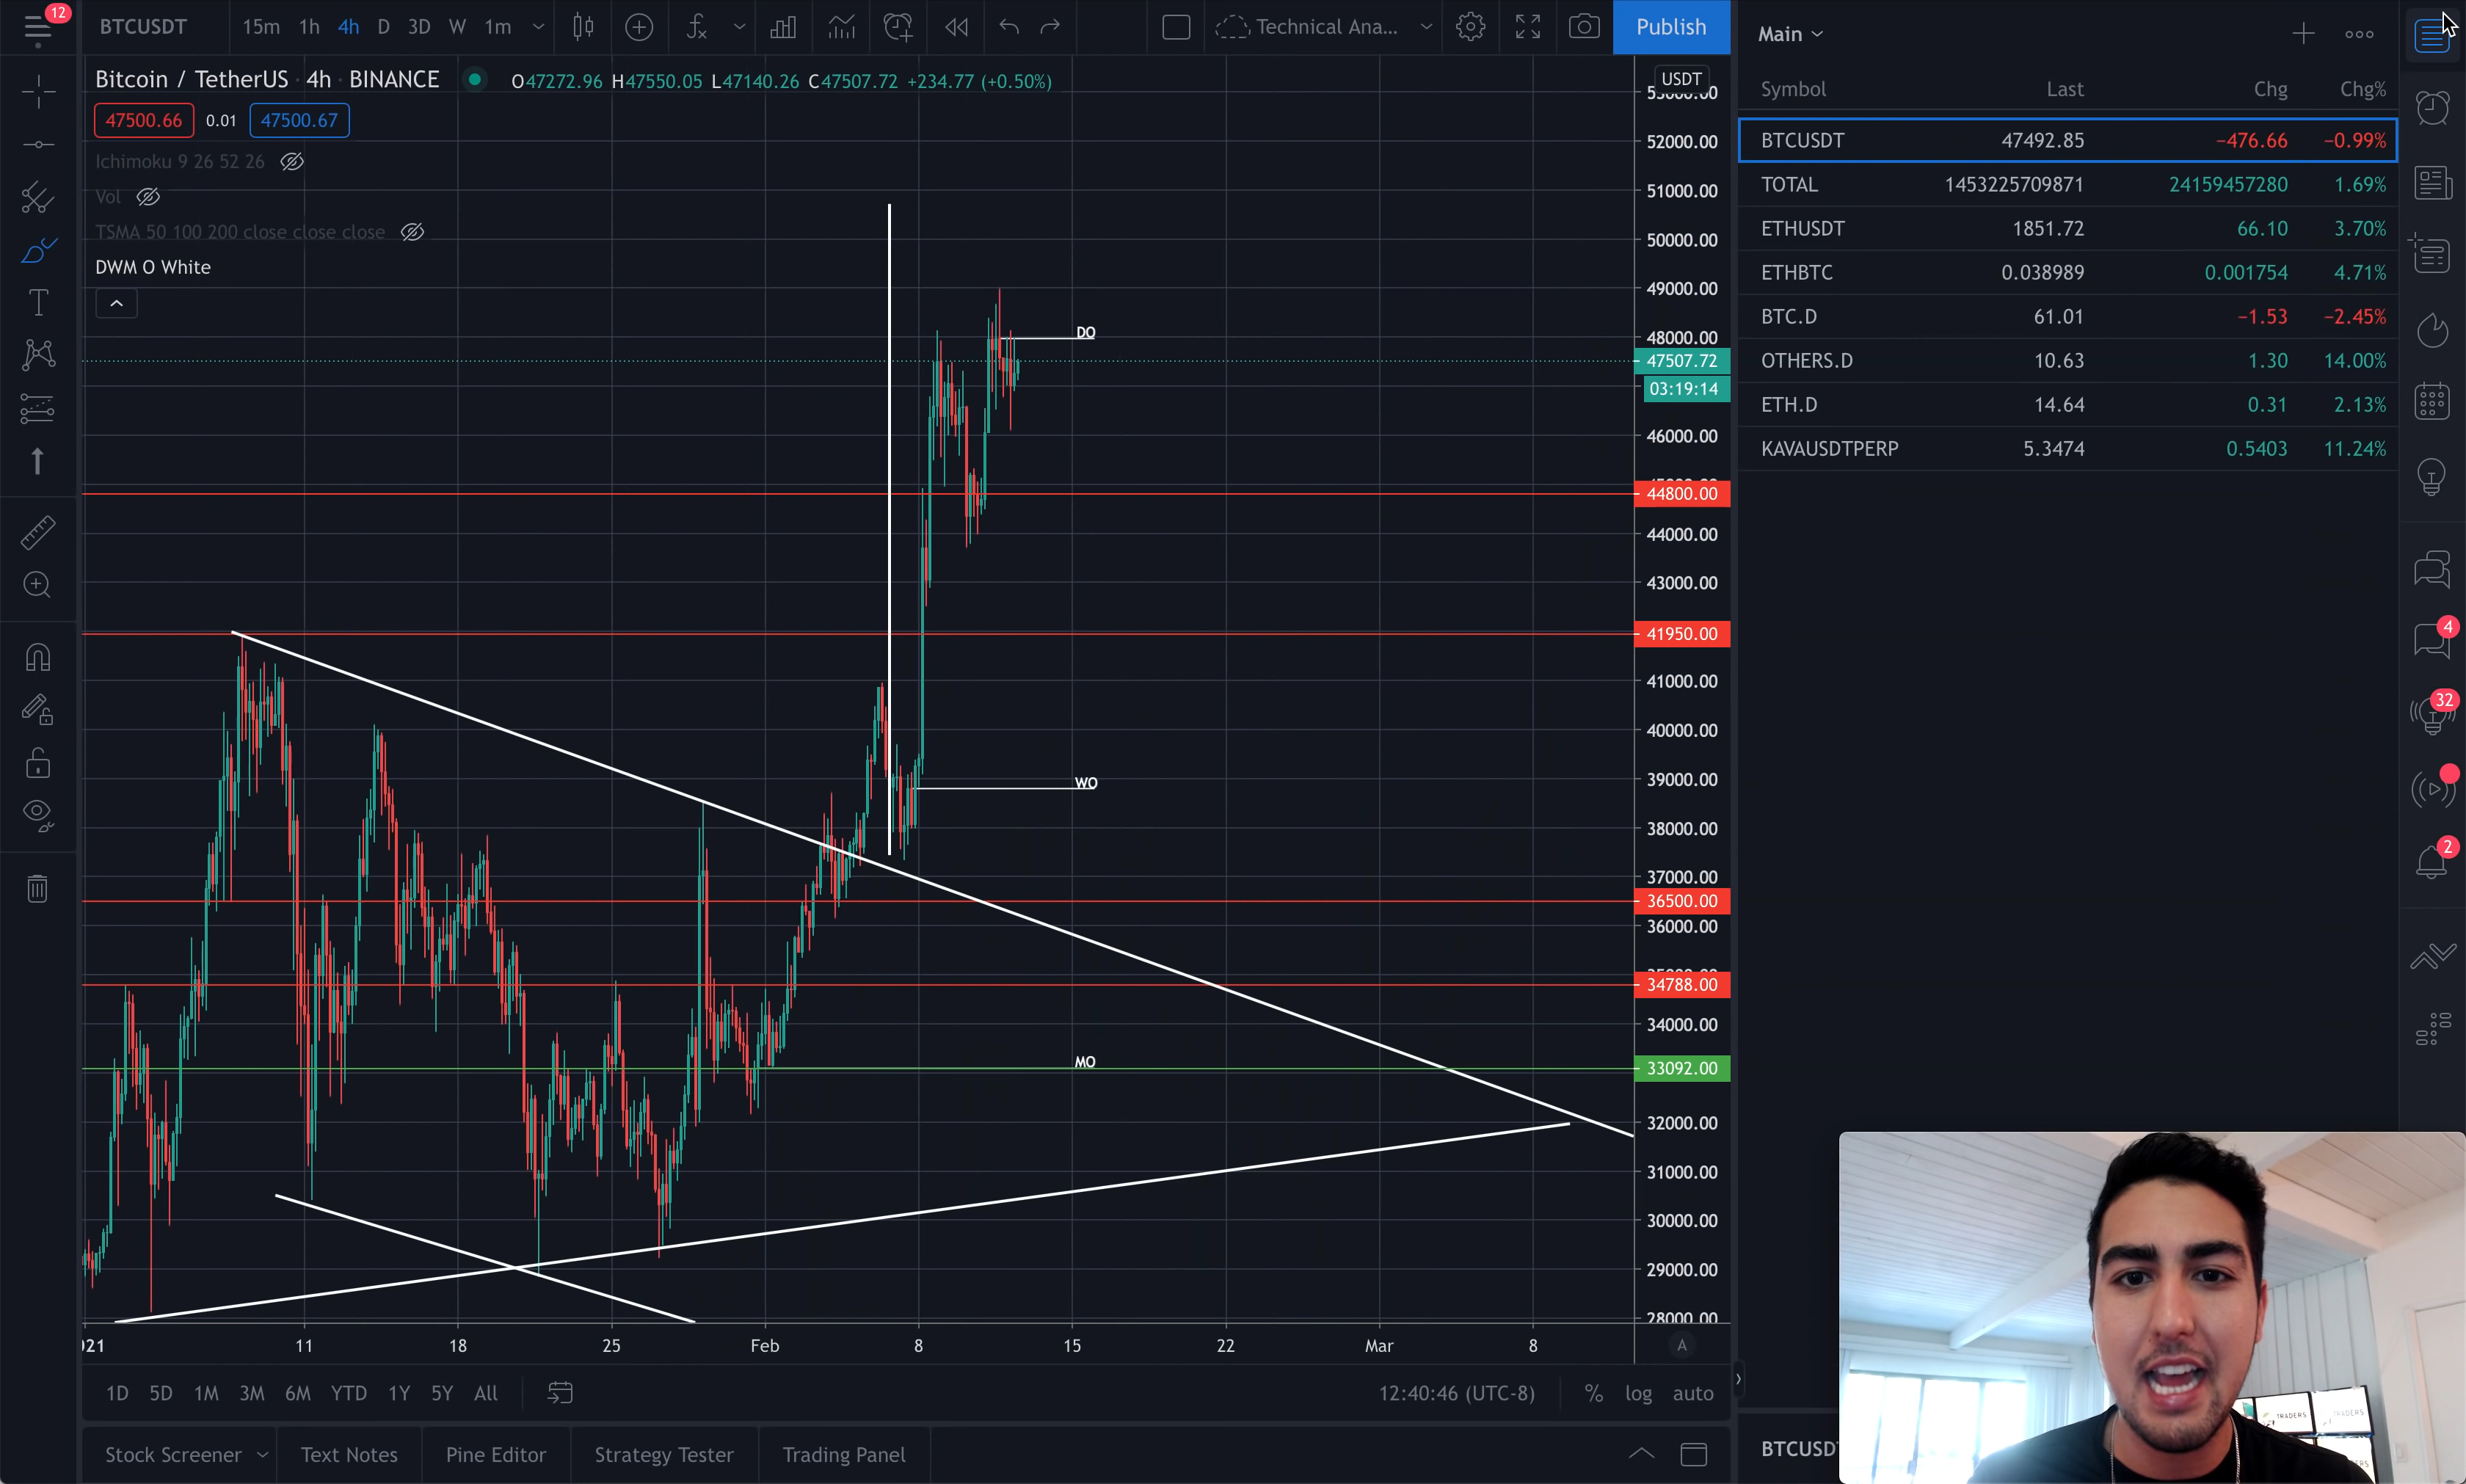 12
BTCUSDT 15m 1h 4h D 3D W 1m Technical Ana... Publish
Bitcoin / TetherUS · 4h · BINANCE O47272.96 H47550.05 L47140.26 C47507.72 +234.77 (+0.50%)
47500.66 0.01 47500.67
Ichimoku 9 26 52 26
Vol
TSMA 50 100 200 close close close
DWM O White
USDT
52000.00
51000.00
50000.00
49000.00
48000.00
47507.72
03:19:14
46000.00
44800.00
44000.00
43000.00
41950.00
41000.00
40000.00
39000.00
38000.00
37000.00
36500.00
36000.00
34788.00
34000.00
33092.00
32000.00
31000.00
30000.00
29000.00
28000.00
DO
WO
MO
11 18 25 Feb 8 15 22 Mar 8 A
1D 5D 1M 3M 6M YTD 1Y 5Y All 12:40:46 (UTC-8) % log auto
Stock Screener Text Notes Pine Editor Strategy Tester Trading Panel
Main
Symbol Last Chg Chg%
BTCUSDT 47492.85 −476.66 −0.99%
TOTAL 1453225709871 24159457280 1.69%
ETHUSDT 1851.72 66.10 3.70%
ETHBTC 0.038989 0.001754 4.71%
BTC.D 61.01 −1.53 −2.45%
OTHERS.D 10.63 1.30 14.00%
ETH.D 14.64 0.31 2.13%
KAVAUSDTPERP 5.3474 0.5403 11.24%
4
32
2
TRADERS
TRADERS